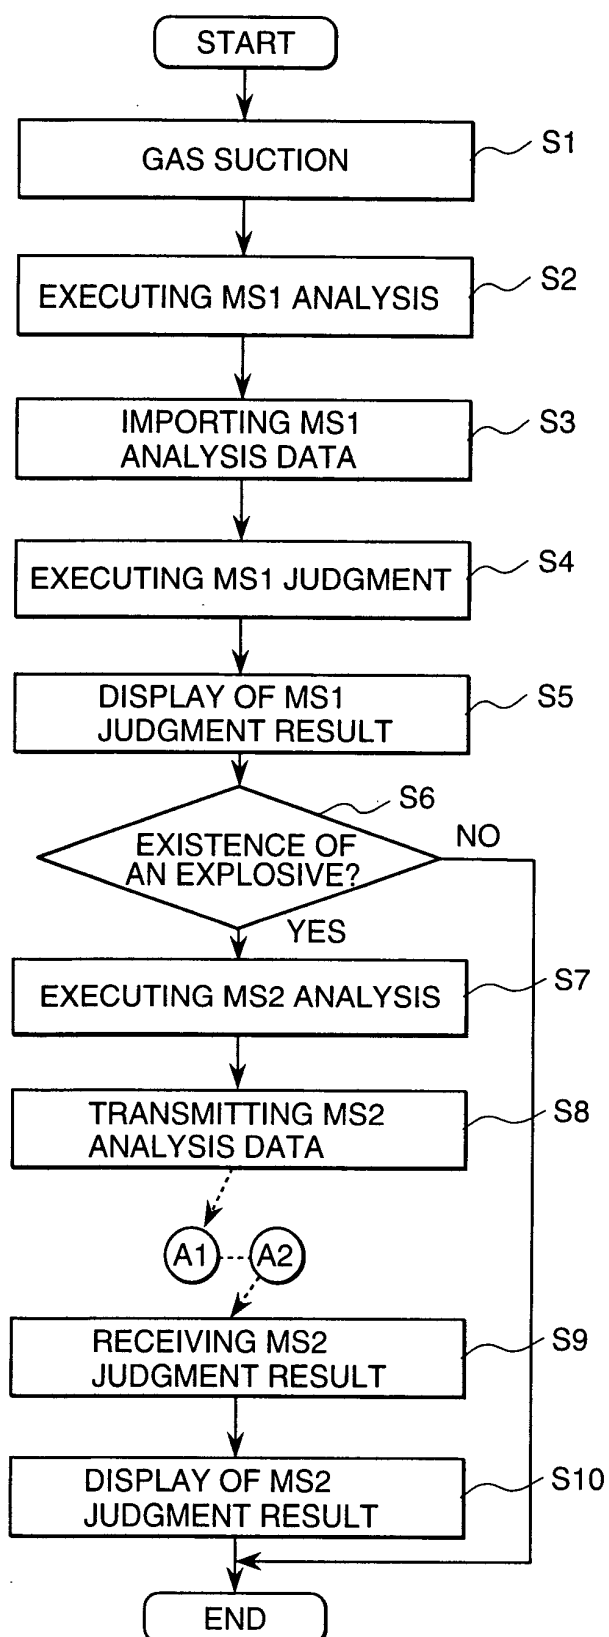 START
GAS SUCTION
S1
EXECUTING MS1 ANALYSIS
S2
IMPORTING MS1
ANALYSIS DATA
S3
EXECUTING MS1 JUDGMENT
S4
DISPLAY OF MS1
JUDGMENT RESULT
S5
S6
EXISTENCE OF
AN EXPLOSIVE?
NO
YES
EXECUTING MS2 ANALYSIS
S7
TRANSMITTING MS2
ANALYSIS DATA
S8
A1
A2
RECEIVING MS2
JUDGMENT RESULT
S9
DISPLAY OF MS2
JUDGMENT RESULT
S10
END